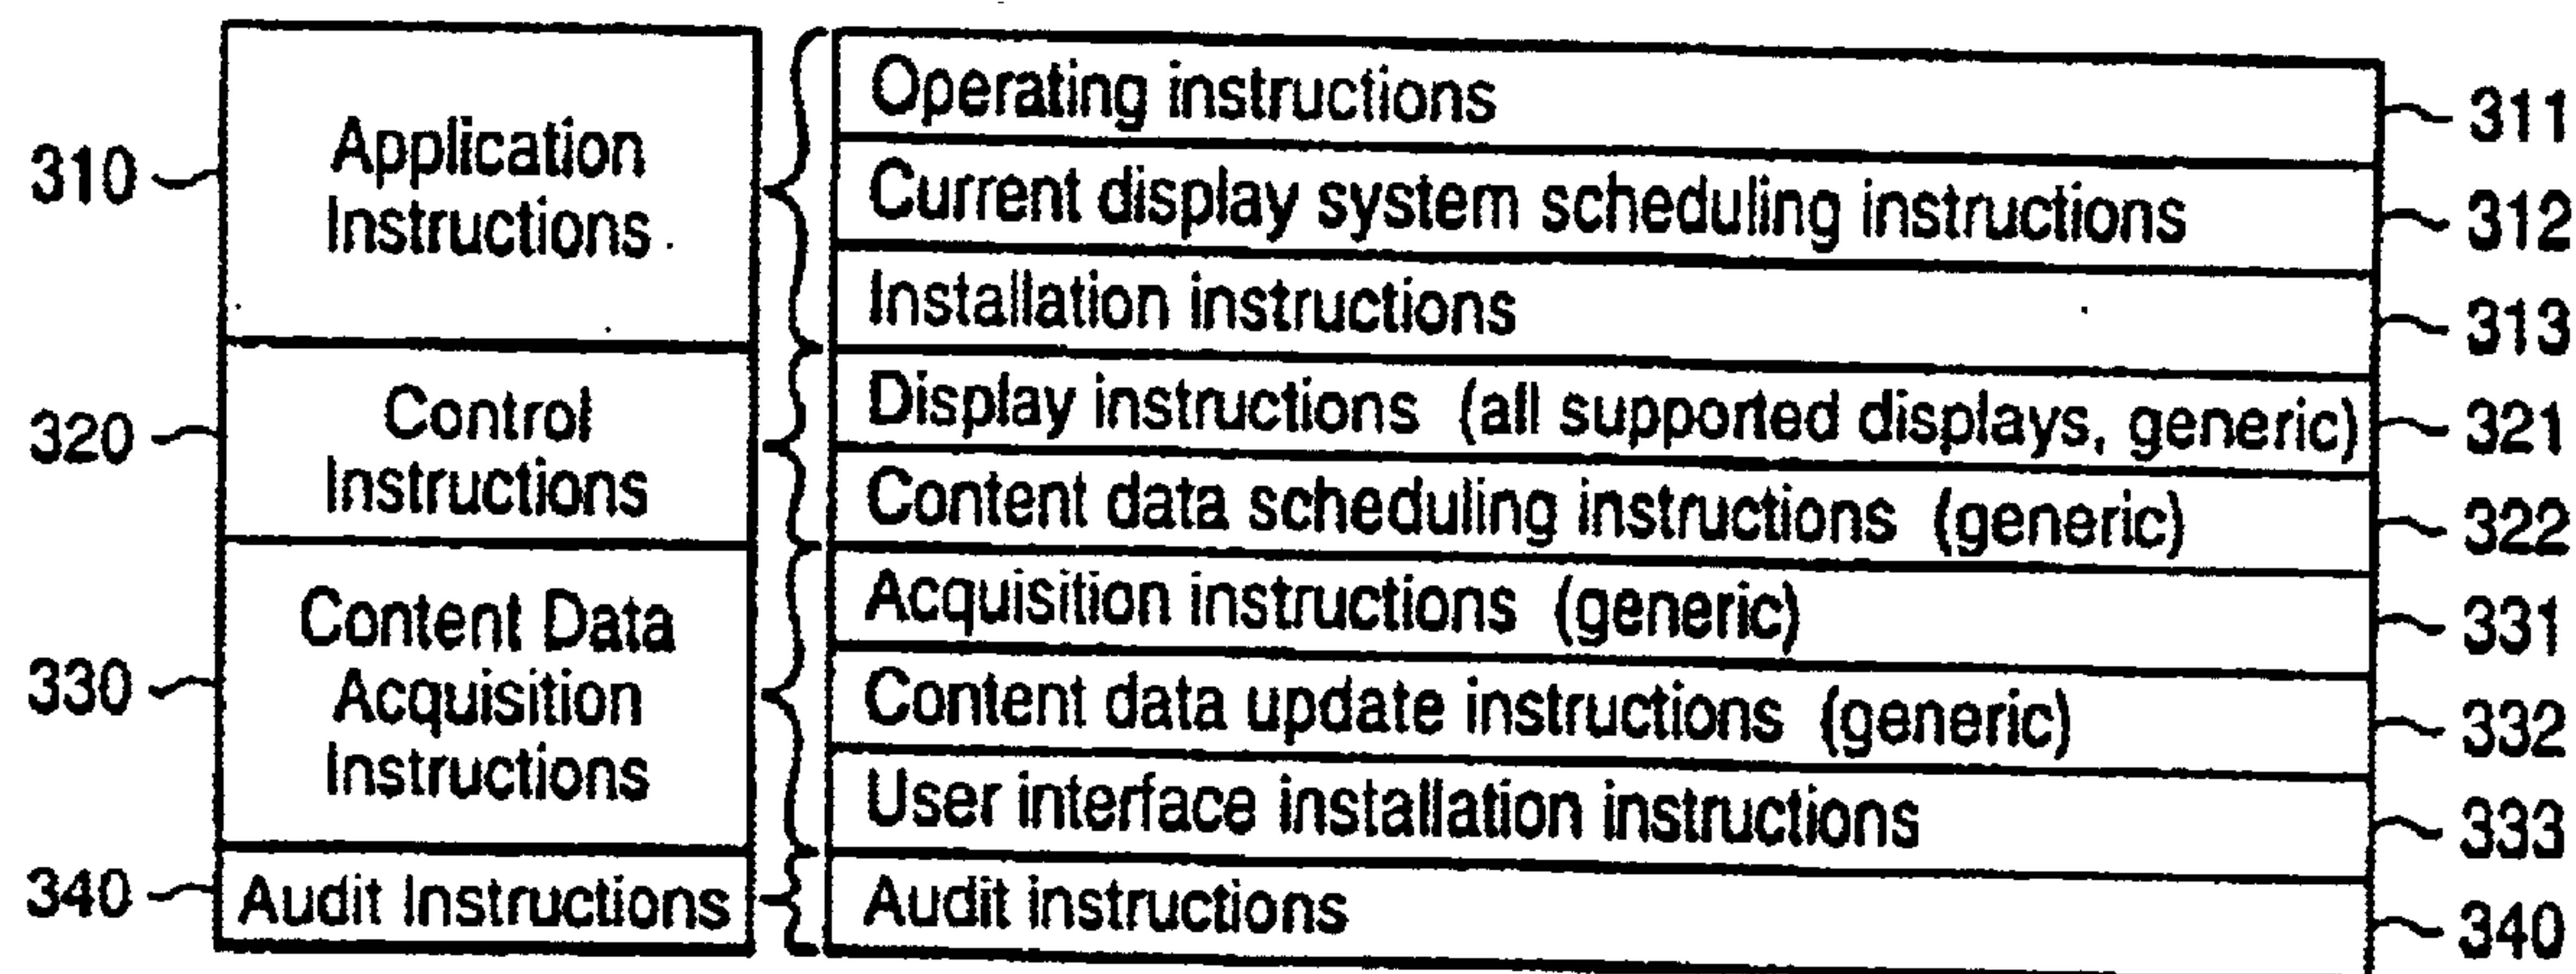 310
Application
Instructions
320
Control
Instructions
330
Content Data
Acquisition
Instructions
340
Audit Instructions
Operating instructions
311
Current display system scheduling instructions
312
Installation instructions
313
Display instructions (all supported displays, generic)
321
Content data scheduling instructions (generic)
322
Acquisition instructions (generic)
331
Content data update instructions (generic)
332
User interface installation instructions
333
Audit instructions
340